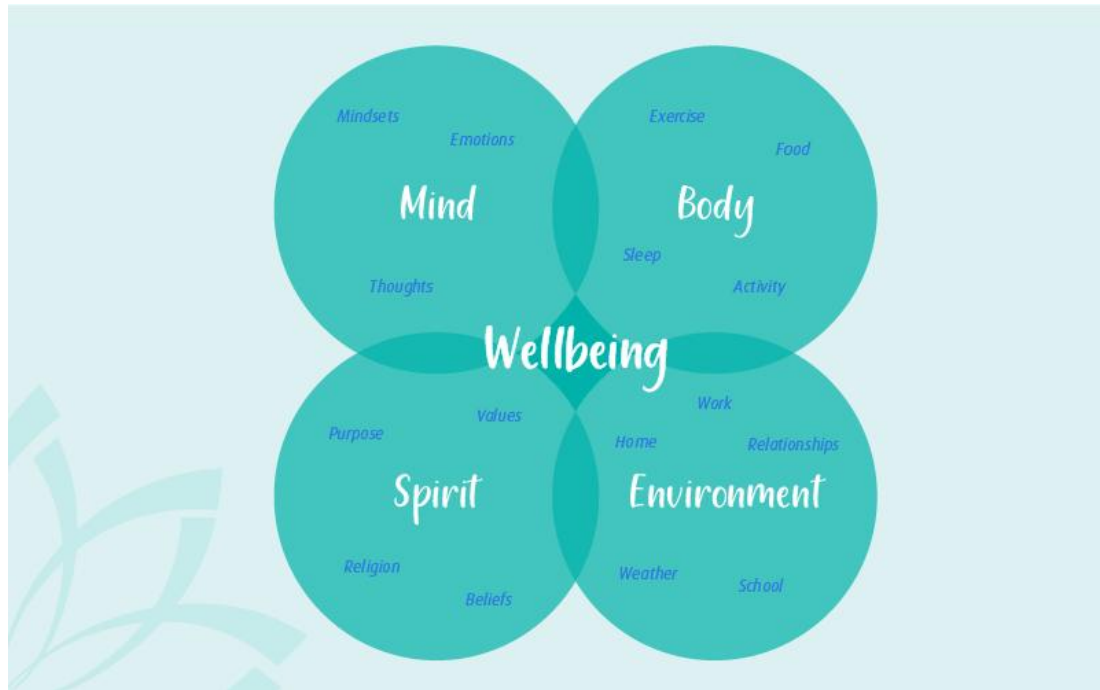 Mindsets
Emotions
Mind
Thoughts
Exercise
Food
Body
Sleep
Activity
Wellbeing
Values
Purpose
Spirit
Religion
Beliefs
Work
Home
Relationships
Environment
Weather
School